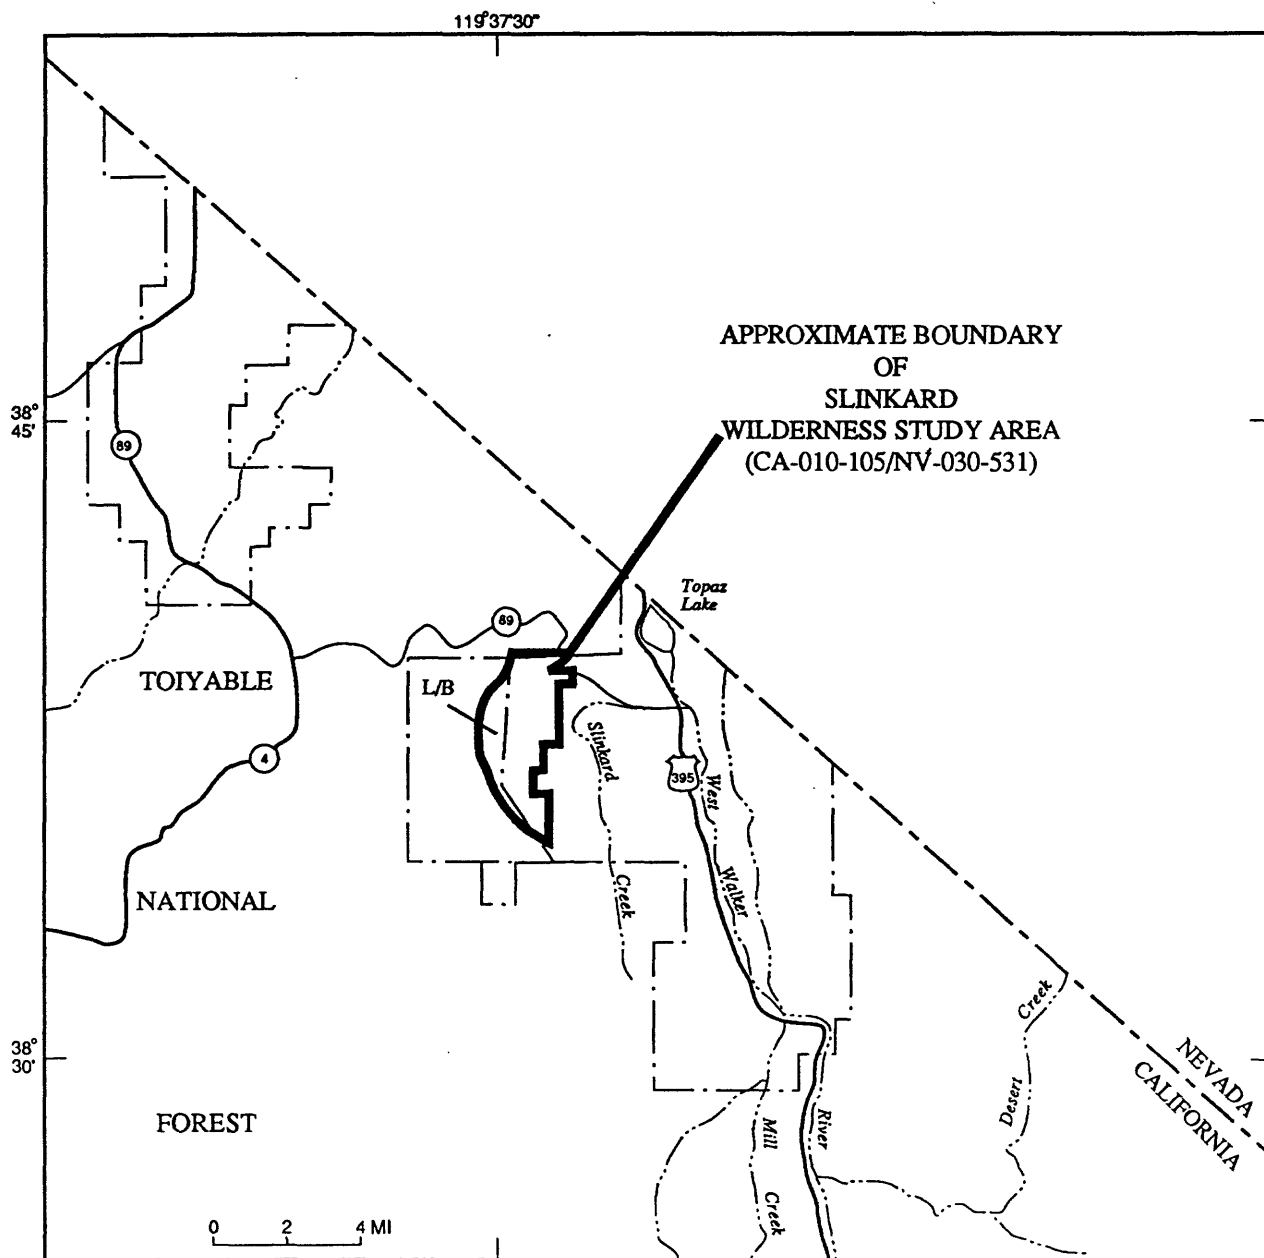 119°37'30"
APPROXIMATE BOUNDARY
OF
SLINKARD
WILDERNESS STUDY AREA
(CA-010-105/NV-030-531)
38°
45'
89
Topaz
Lake
89
TOIYABLE
L/B
Slinkard
4
395
West
Creek
Walker
NATIONAL
Creek
38°
30'
NEVADA
CALIFORNIA
Desert
FOREST
Mill
River
Creek
0 2 4 MI